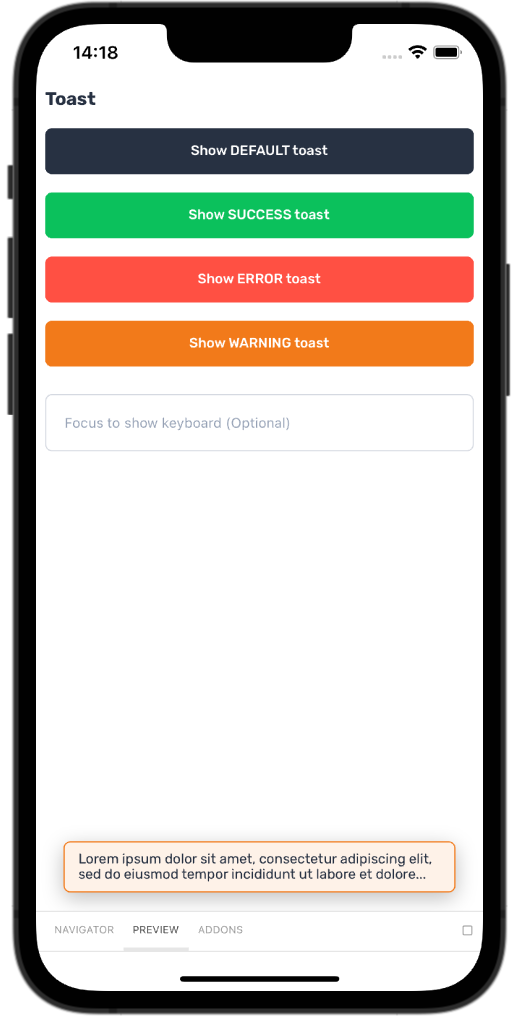 14:18
Toast
Show DEFAULT toast
Show SUCCESS toast
Show ERROR toast
Show WARNING toast
Focus to show keyboard (Optional)
Lorem ipsum dolor sit amet, consectetur adipiscing elit,
sed do eiusmod tempor incididunt ut labore et dolore...
NAVIGATOR PREVIEW ADDONS